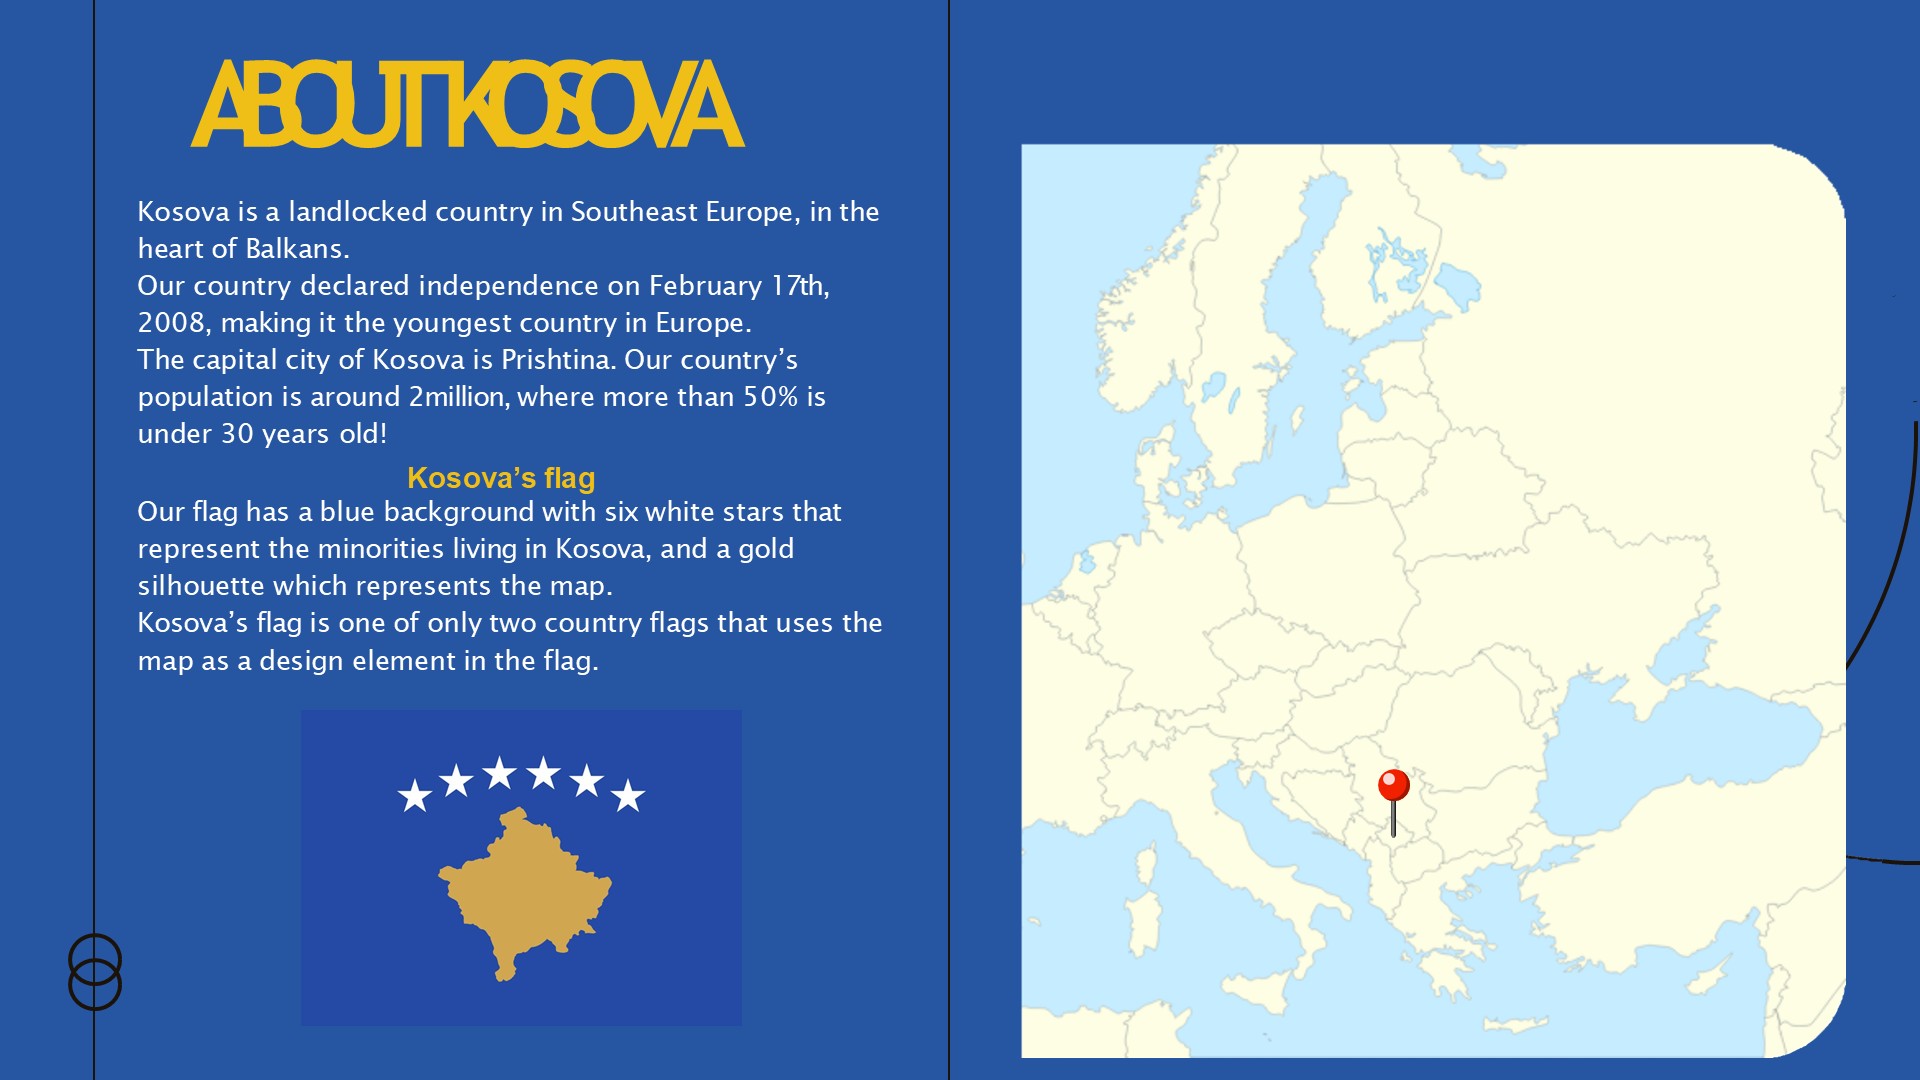 ABOUT KOSOVA
Kosova is a landlocked country in Southeast Europe, in the
heart of Balkans.
Our country declared independence on February 17th,
2008, making it the youngest country in Europe.
The capital city of Kosova is Prishtina. Our country’s
population is around 2million, where more than 50% is
under 30 years old!
Kosova’s flag
Our flag has a blue background with six white stars that
represent the minorities living in Kosova, and a gold
silhouette which represents the map.
Kosova’s flag is one of only two country flags that uses the
map as a design element in the flag.